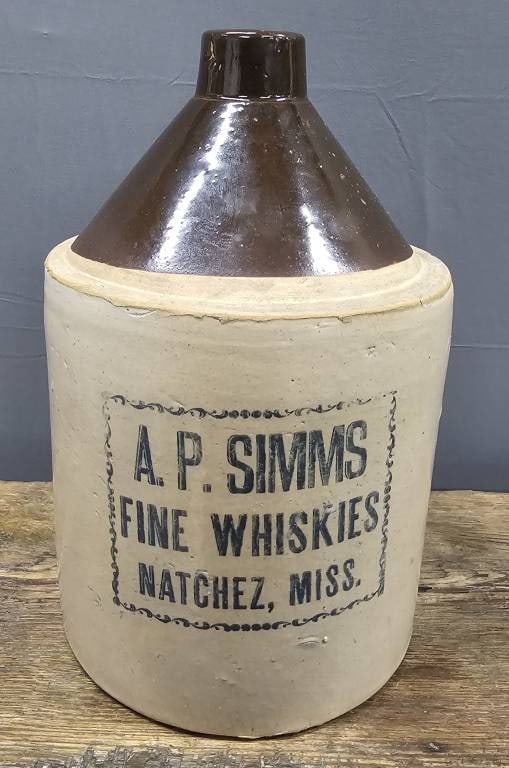 A. P. SIMMS
FINE WHISKIES
NATCHEZ, MISS.